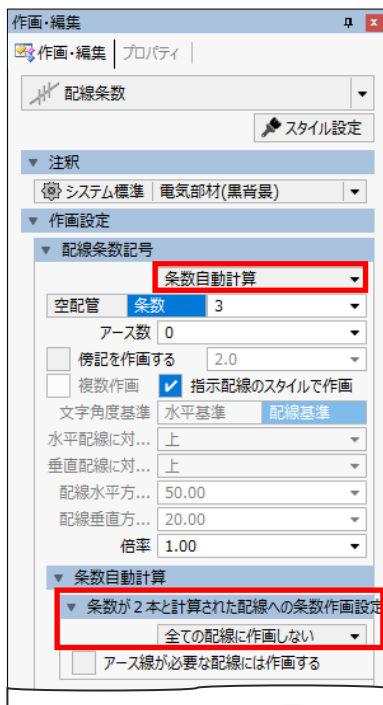 作画・編集
作画・編集 プロパティ
配線条数
スタイル設定
注釈
システム標準 電気部材(黒背景)
作画設定
配線条数記号
条数自動計算
空配管 条数 3
アース数 0
傍記を作画する 2.0
複数作画 指示配線のスタイルで作画
文字角度基準 水平基準 配線基準
水平配線に対... 上
垂直配線に対... 上
配線水平方... 50.00
配線垂直方... 20.00
倍率 1.00
条数自動計算
条数が2本と計算された配線への条数作画設定
全ての配線に作画しない
アース線が必要な配線には作画する